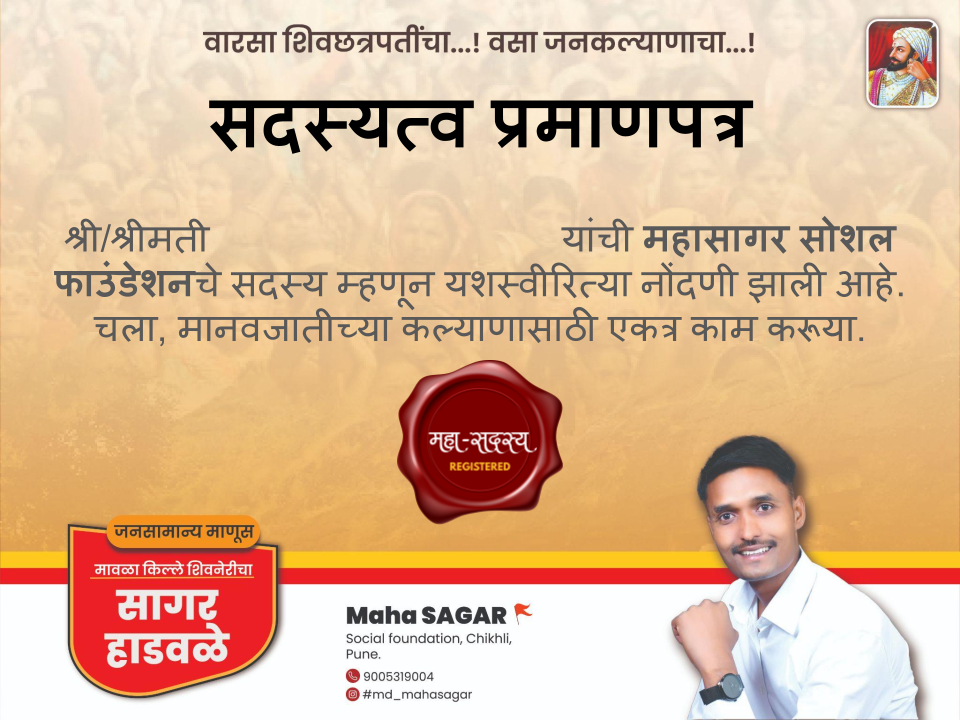 वारसा शिवछत्रपतींचा...! वसा जनकल्याणाचा...!
सदस्यत्व प्रमाणपत्र
श्री/श्रीमती यांची महासागर सोशल
फाउंडेशनचे सदस्य म्हणून यशस्वीरित्या नोंदणी झाली आहे.
चला, मानवजातीच्या कल्याणासाठी एकत्र काम करूया.
महा-सदस्य
REGISTERED
जनसामान्य माणूस
मावळा किल्ले शिवनेरीचा
सागर
हाडवळे
Maha SAGAR
Social foundation, Chikhli,
Pune.
9005319004
#md_mahasagar